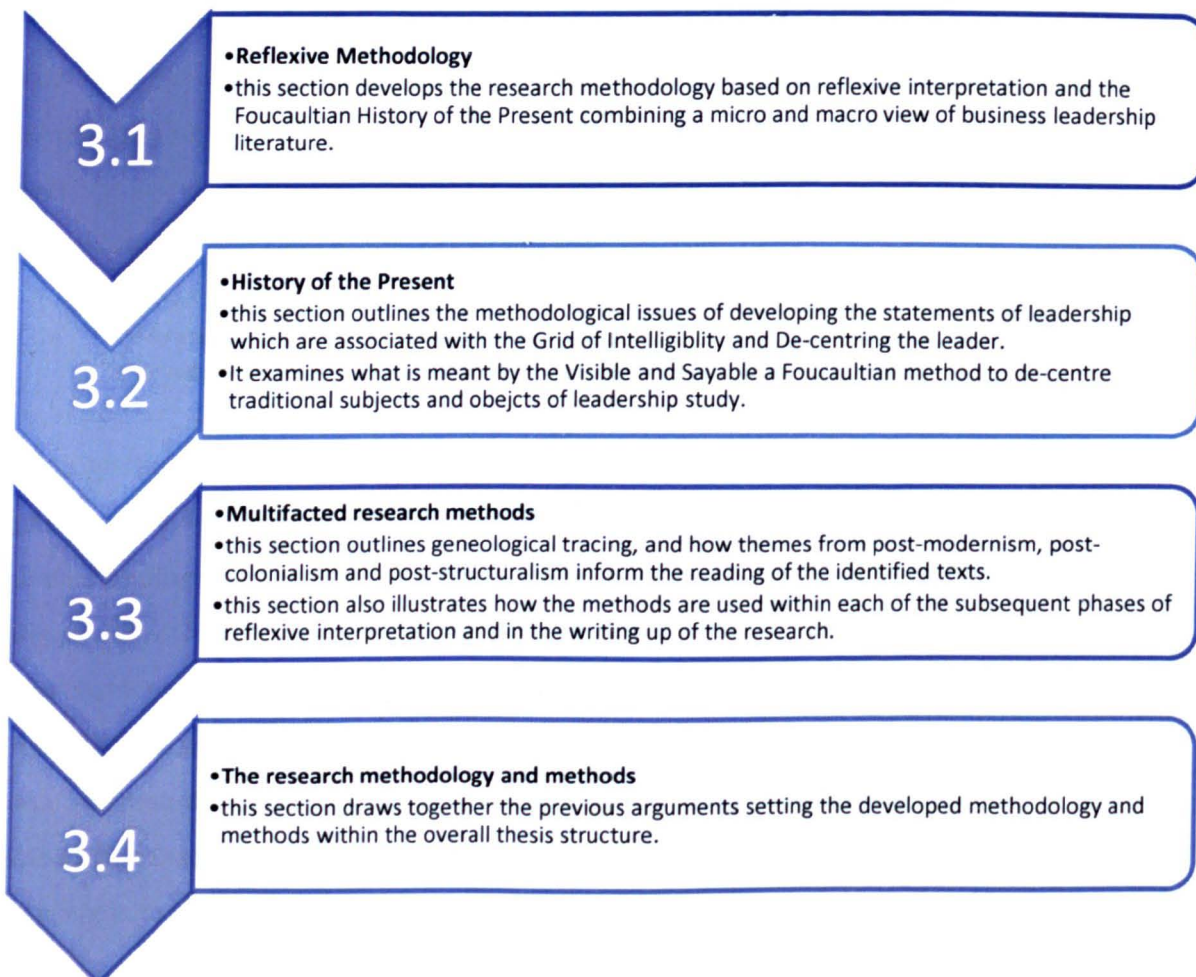 3.1
•Reflexive Methodology
•this section develops the research methodology based on reflexive interpretation and the
Foucaultian History of the Present combining a micro and macro view of business leadership
literature.
3.2
•History of the Present
•this section outlines the methodological issues of developing the statements of leadership
which are associated with the Grid of Intelligiblity and De-centring the leader.
•It examines what is meant by the Visible and Sayable a Foucaultian method to de-centre
traditional subjects and obejcts of leadership study.
3.3
•Multifacted research methods
•this section outlines geneological tracing, and how themes from post-modernism, post-
colonialism and post-structuralism inform the reading of the identified texts.
•this section also illustrates how the methods are used within each of the subsequent phases of
reflexive interpretation and in the writing up of the research.
3.4
•The research methodology and methods
•this section draws together the previous arguments setting the developed methodology and
methods within the overall thesis structure.